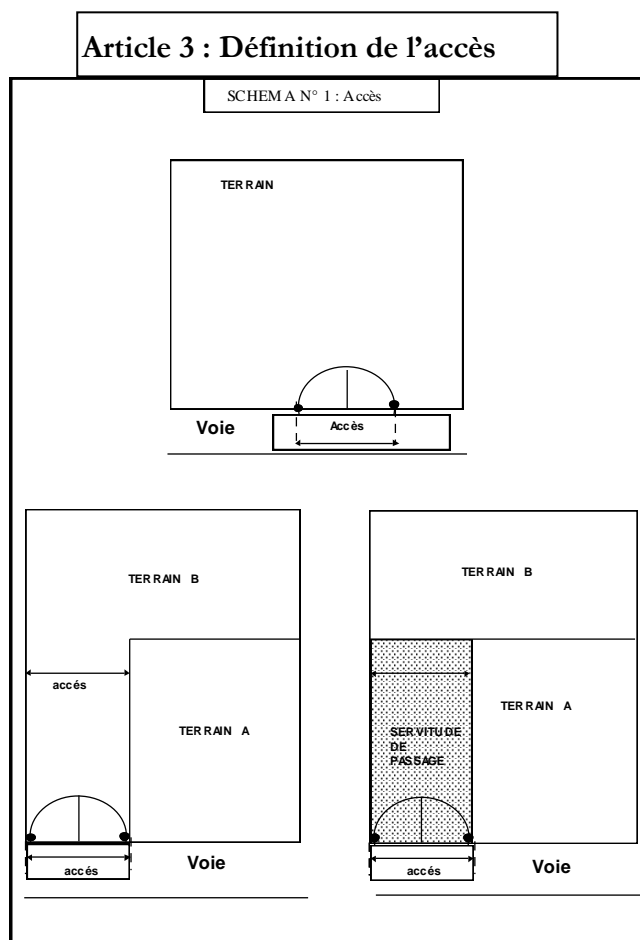 Article 3 : Définition de l'accès
SCHEMA N° 1 : Accès
TERRAIN
Voie
Accès
TERRAIN B
accés
TERRAIN A
accés
Voie
TERRAIN B
TERRAIN A
SERVITUDE
DE
PASSAGE
accés
Voie